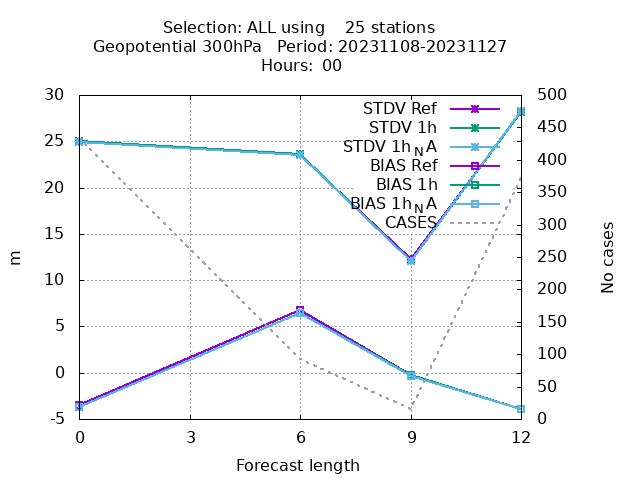 Selection: ALL using    25 stations
Geopotential 300hPa   Period: 20231108-20231127
Hours: 00
30
25
20
15
10
5
0
-5
500
450
400
350
300
250
200
150
100
50
0
STDV Ref
STDV 1h
STDV 1h_NA
BIAS Ref
BIAS 1h
BIAS 1h_NA
CASES
m
No cases
0 3 6 9 12
Forecast length